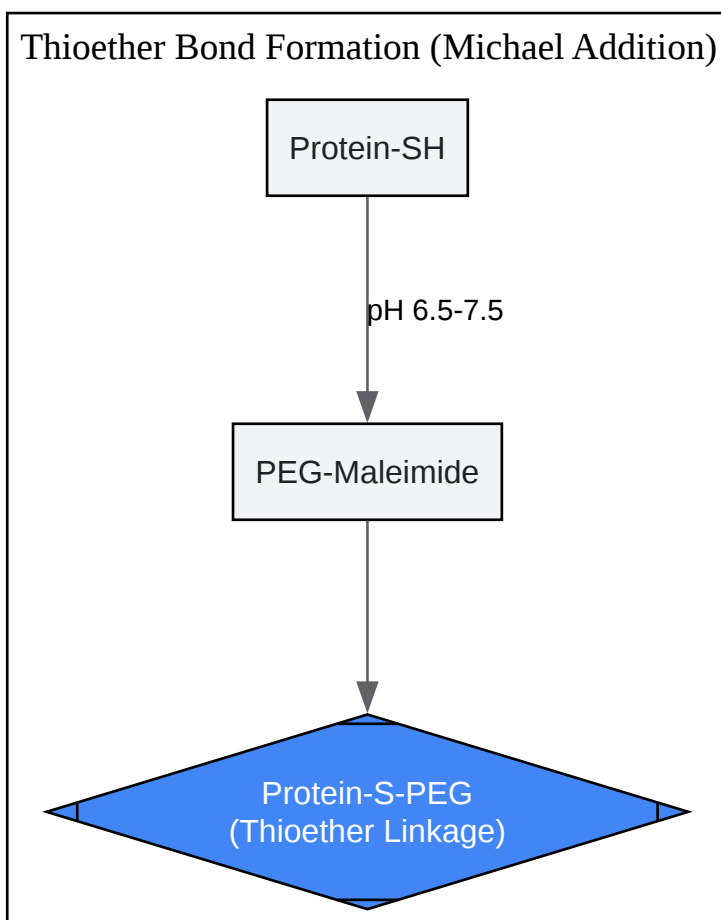 Thioether Bond Formation (Michael Addition)
Protein-SH
pH 6.5-7.5
PEG-Maleimide
Protein-S-PEG
(Thioether Linkage)